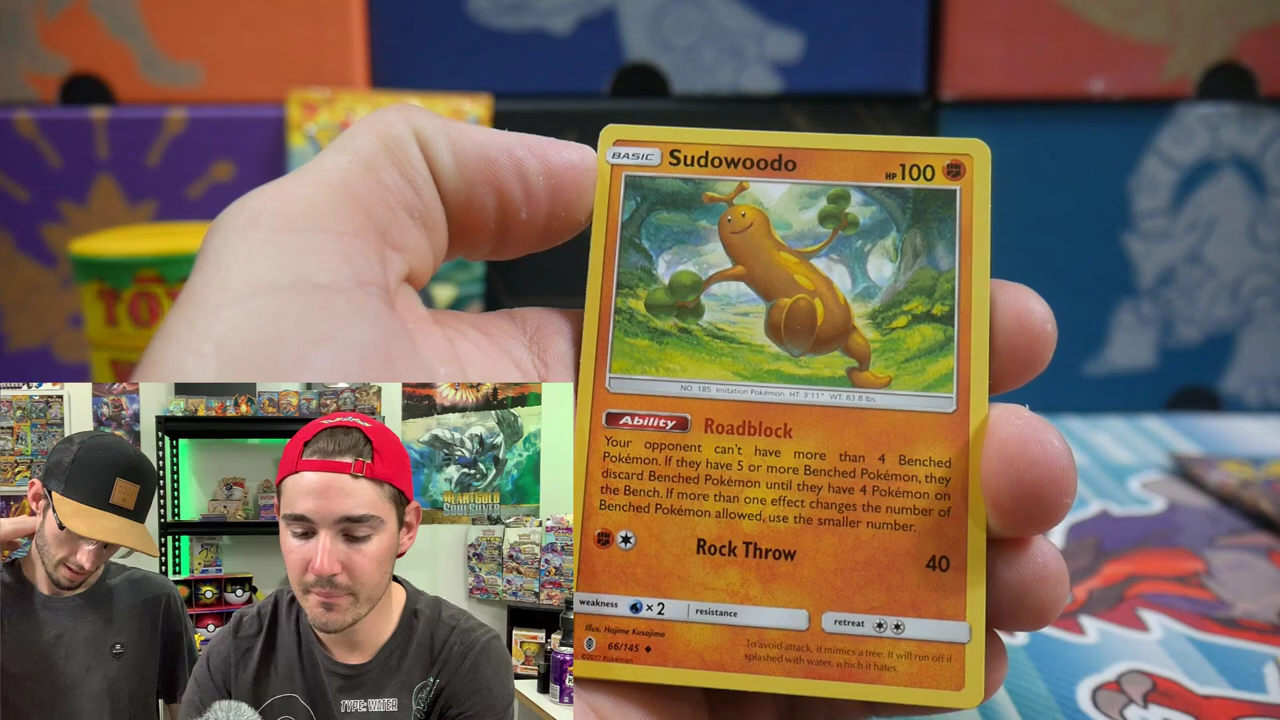 BASIC Sudowoodo HP 100
NO. 185 Imitation Pokémon HT: 3'11" WT: 83.8 lbs.
Ability Roadblock
Your opponent can't have more than 4 Benched
Pokémon. If they have 5 or more Benched Pokémon, they
discard Benched Pokémon until they have 4 Pokémon on
the Bench. If more than one effect changes the number of
Benched Pokémon allowed, use the smaller number.
Rock Throw 40
weakness ×2 resistance retreat
Illus. Hajime Kusajima
66/145
©2017 Pokémon
To avoid attack, it mimics a tree. It will run off if
splashed with water, which it hates.
HEARTGOLD
SOULSILVER
TYPE: WATER